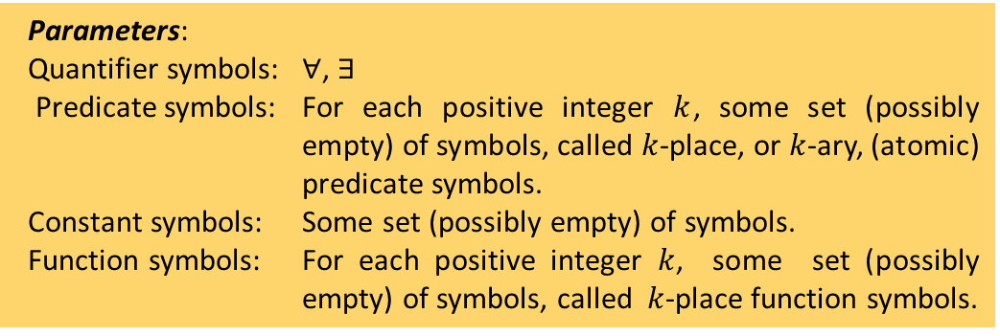 Parameters:
Quantifier symbols: ∀, ∃
Predicate symbols: For each positive integer k, some set (possibly
empty) of symbols, called k-place, or k-ary, (atomic)
predicate symbols.
Constant symbols: Some set (possibly empty) of symbols.
Function symbols: For each positive integer k, some set (possibly
empty) of symbols, called k-place function symbols.